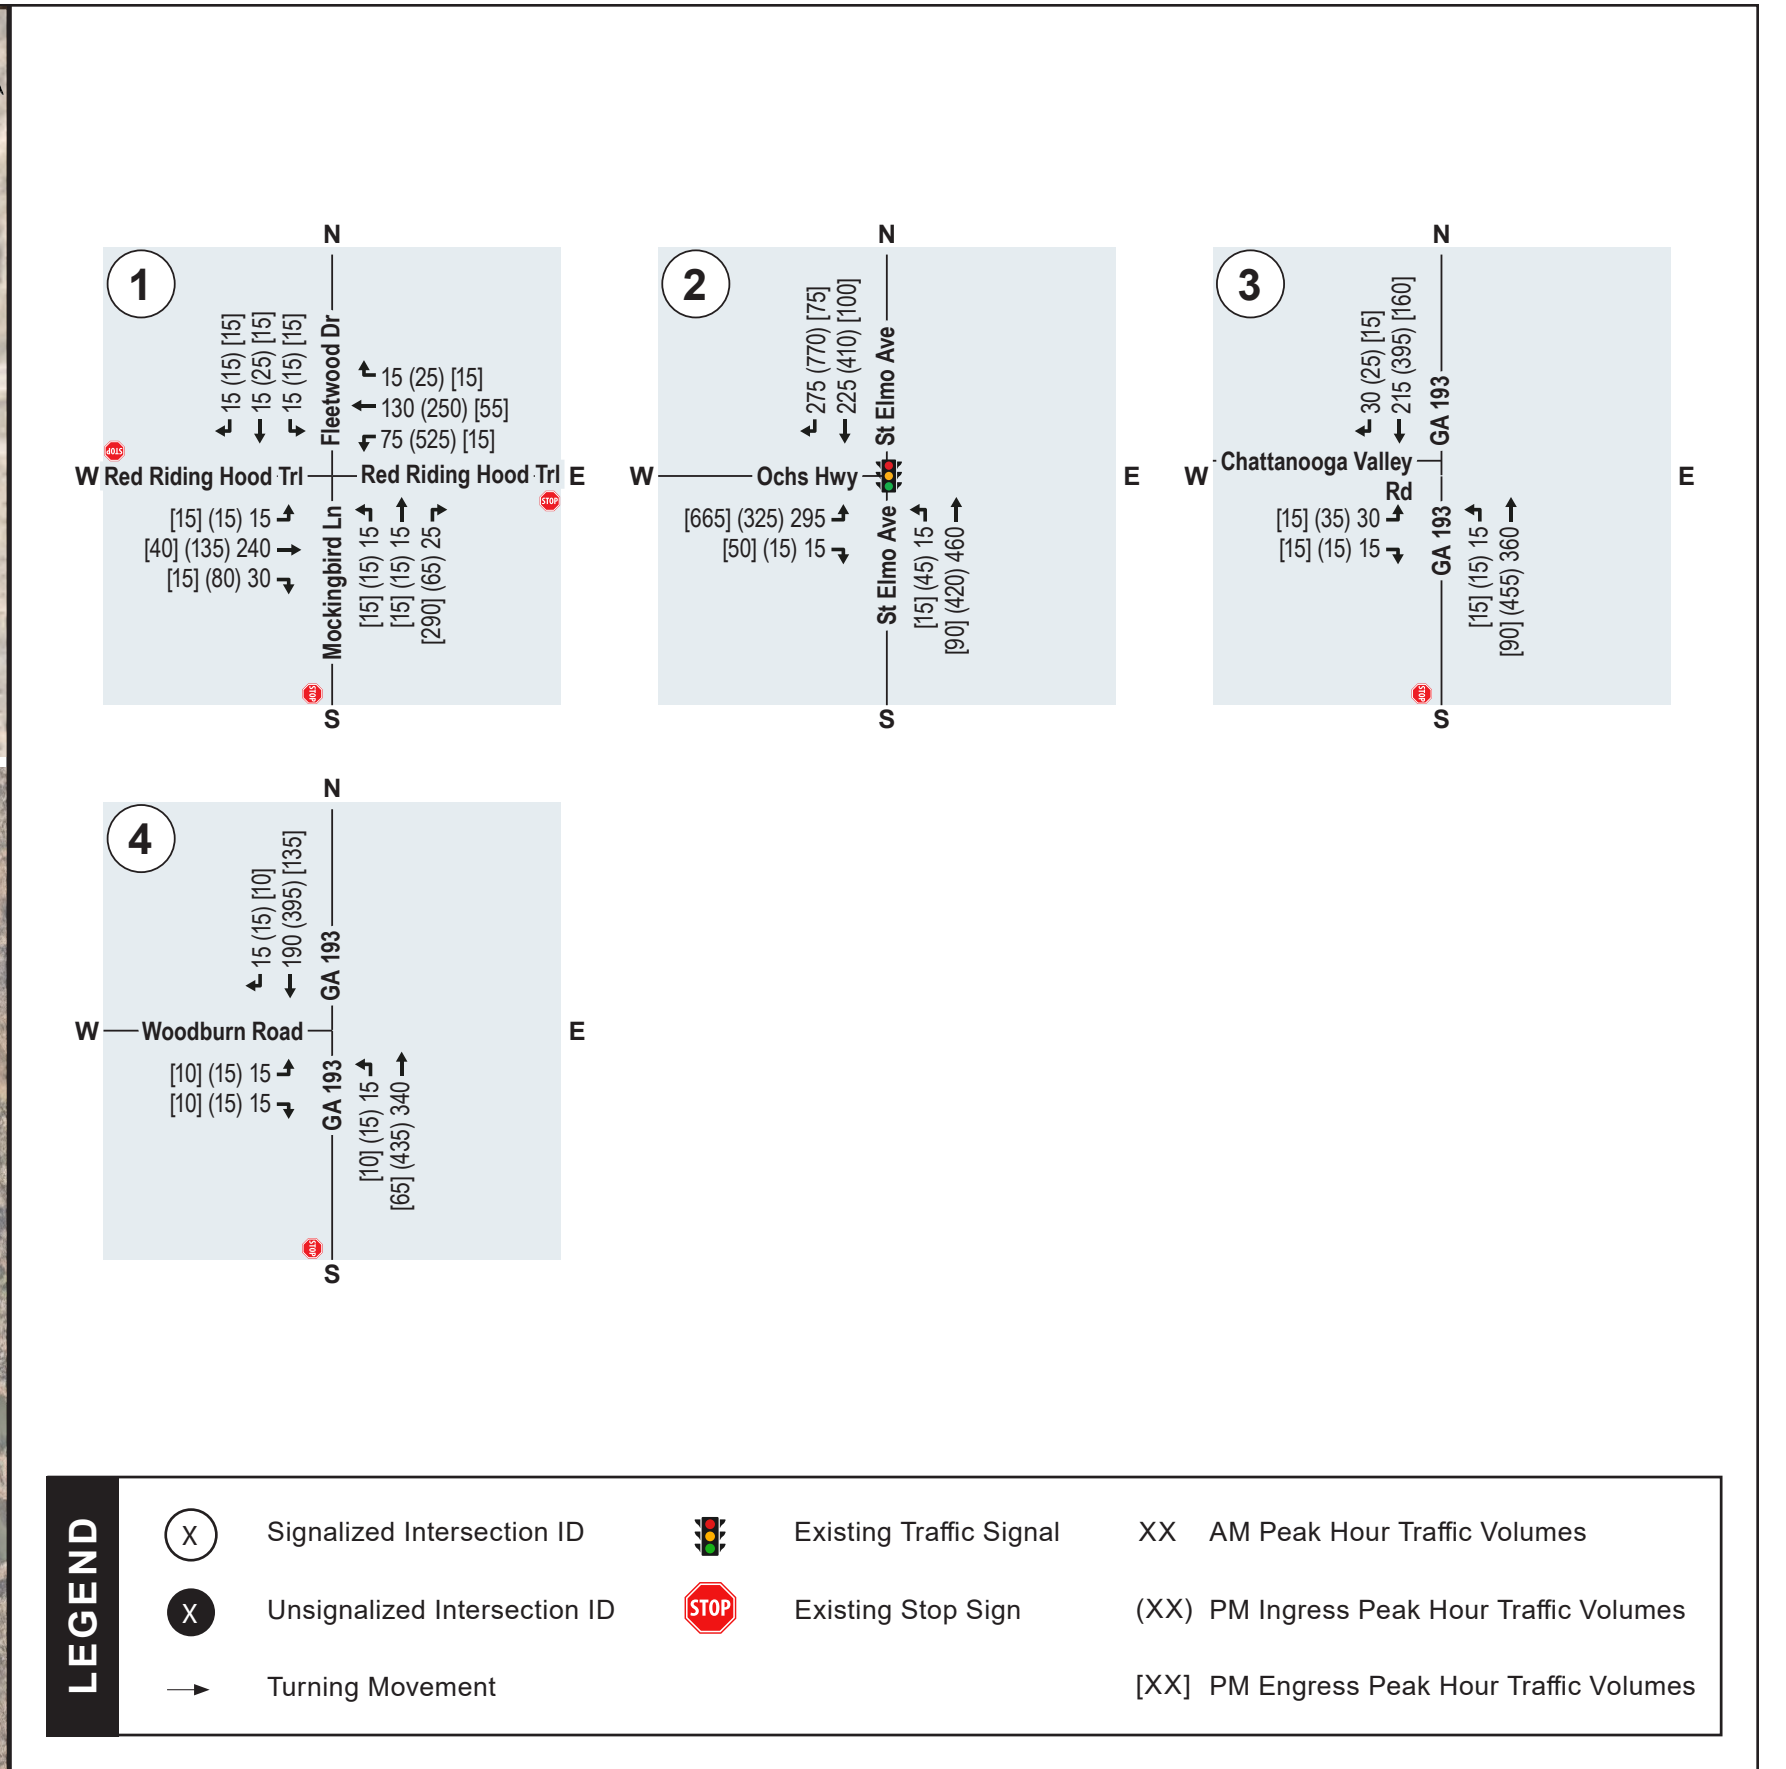 N
1
15 (15) [15]
15 (25) [15]
15 (15) [15]
Fleetwood Dr
15 (25) [15]
130 (250) [55]
75 (525) [15]
STOP
W
Red Riding Hood Trl
Red Riding Hood Trl
E
STOP
[15] (15) 15
[40] (135) 240
[15] (80) 30
Mockingbird Ln
[15] (15) 15
[15] (15) 15
[290] (65) 25
STOP
S
N
2
275 (770) [75]
225 (410) [100]
St Elmo Ave
W
Ochs Hwy
E
[665] (325) 295
[50] (15) 15
St Elmo Ave
[15] (45) 15
[90] (420) 460
S
N
3
30 (25) [15]
215 (395) [160]
GA 193
W
Chattanooga Valley
Rd
E
[15] (35) 30
[15] (15) 15
GA 193
[15] (15) 15
[90] (455) 360
STOP
S
N
4
15 (15) [10]
190 (395) [135]
GA 193
W
Woodburn Road
E
[10] (15) 15
[10] (15) 15
GA 193
[10] (15) 15
[65] (435) 340
STOP
S
LEGEND
X Signalized Intersection ID
X Unsignalized Intersection ID
Turning Movement
Existing Traffic Signal
STOP Existing Stop Sign
XX AM Peak Hour Traffic Volumes
(XX) PM Ingress Peak Hour Traffic Volumes
[XX] PM Engress Peak Hour Traffic Volumes